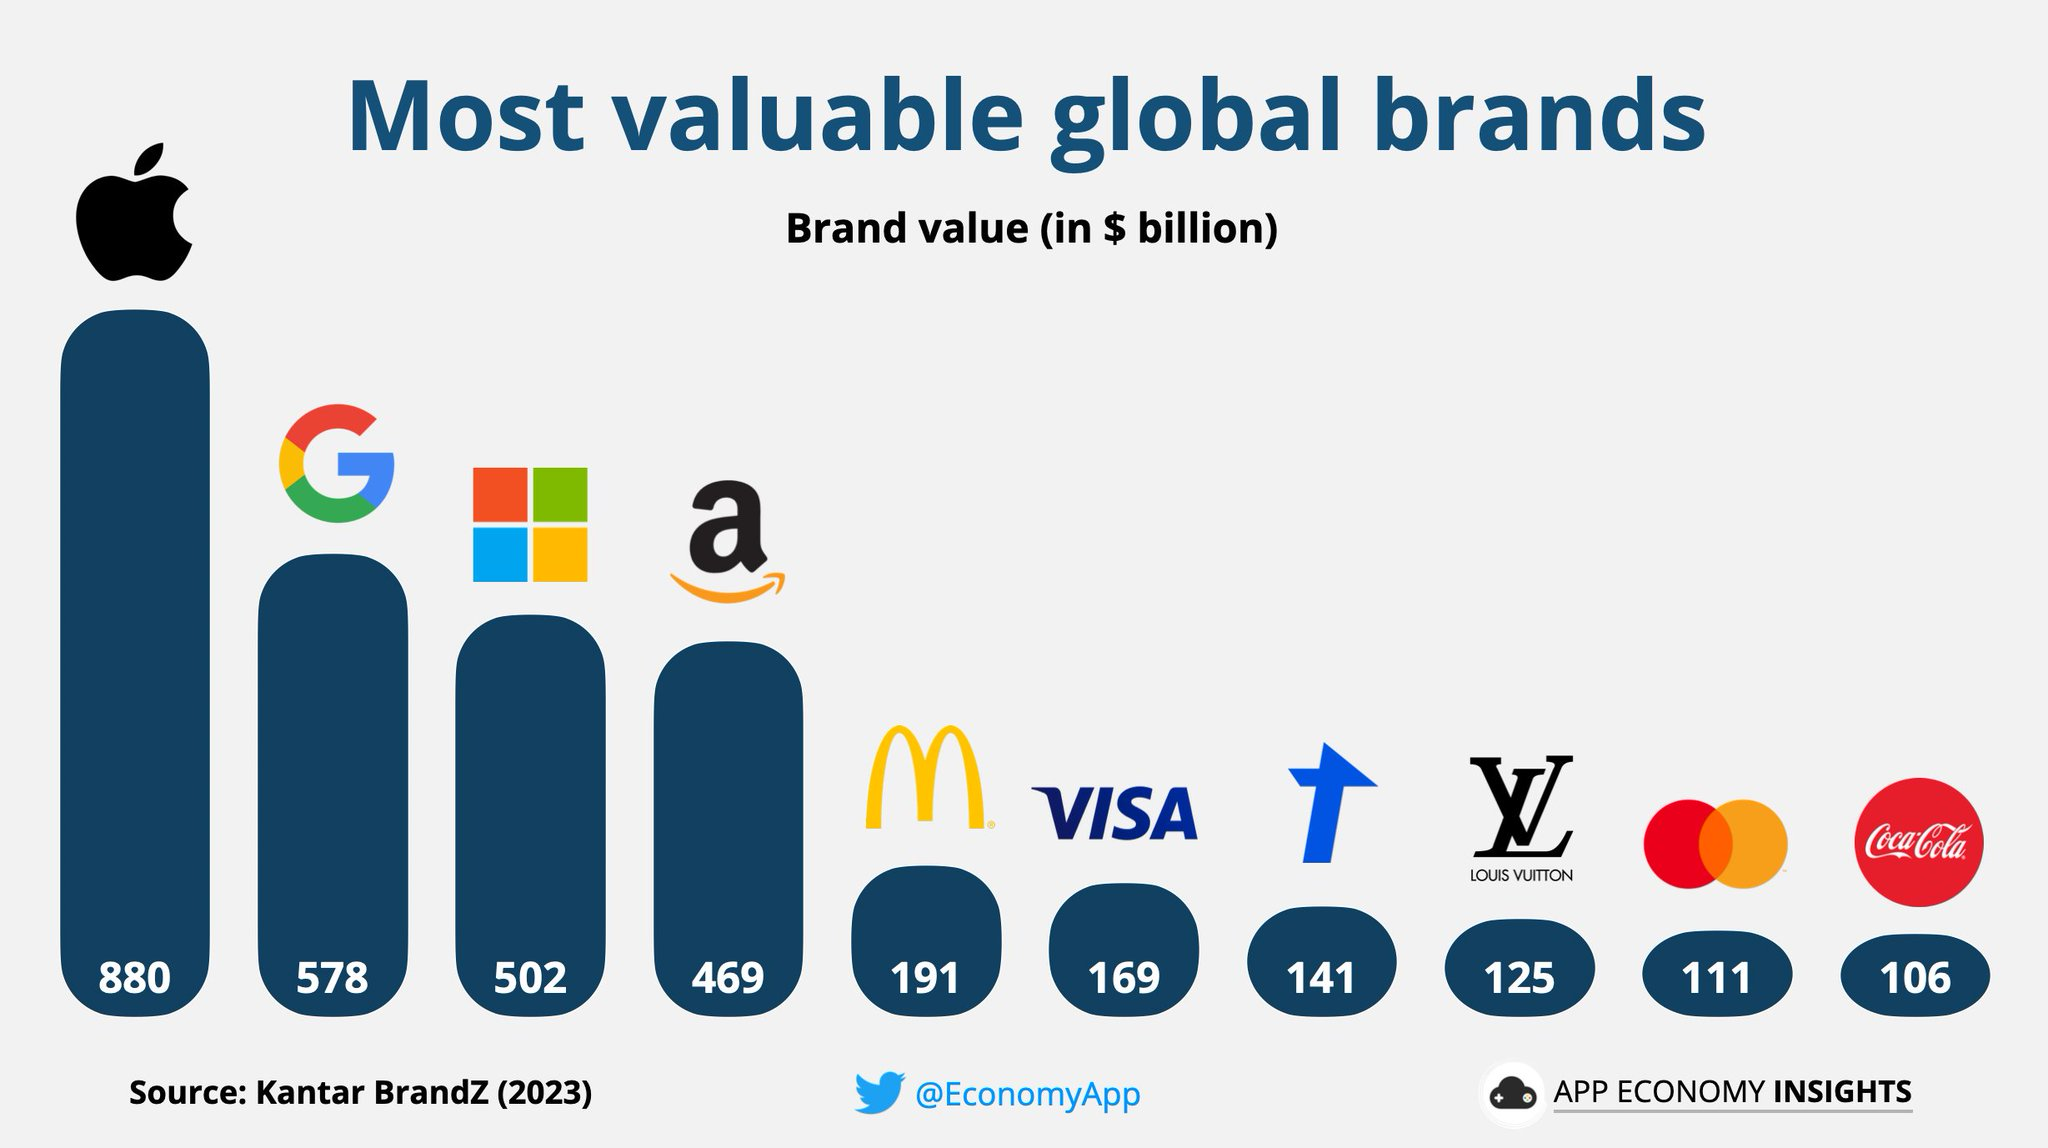 Most valuable global brands
Brand value (in $ billion)
a
VISA
LV
LOUIS VUITTON
Coca-Cola
880
578
502
469
191
169
141
125
111
106
Source: Kantar BrandZ (2023)
@EconomyApp
APP ECONOMY INSIGHTS